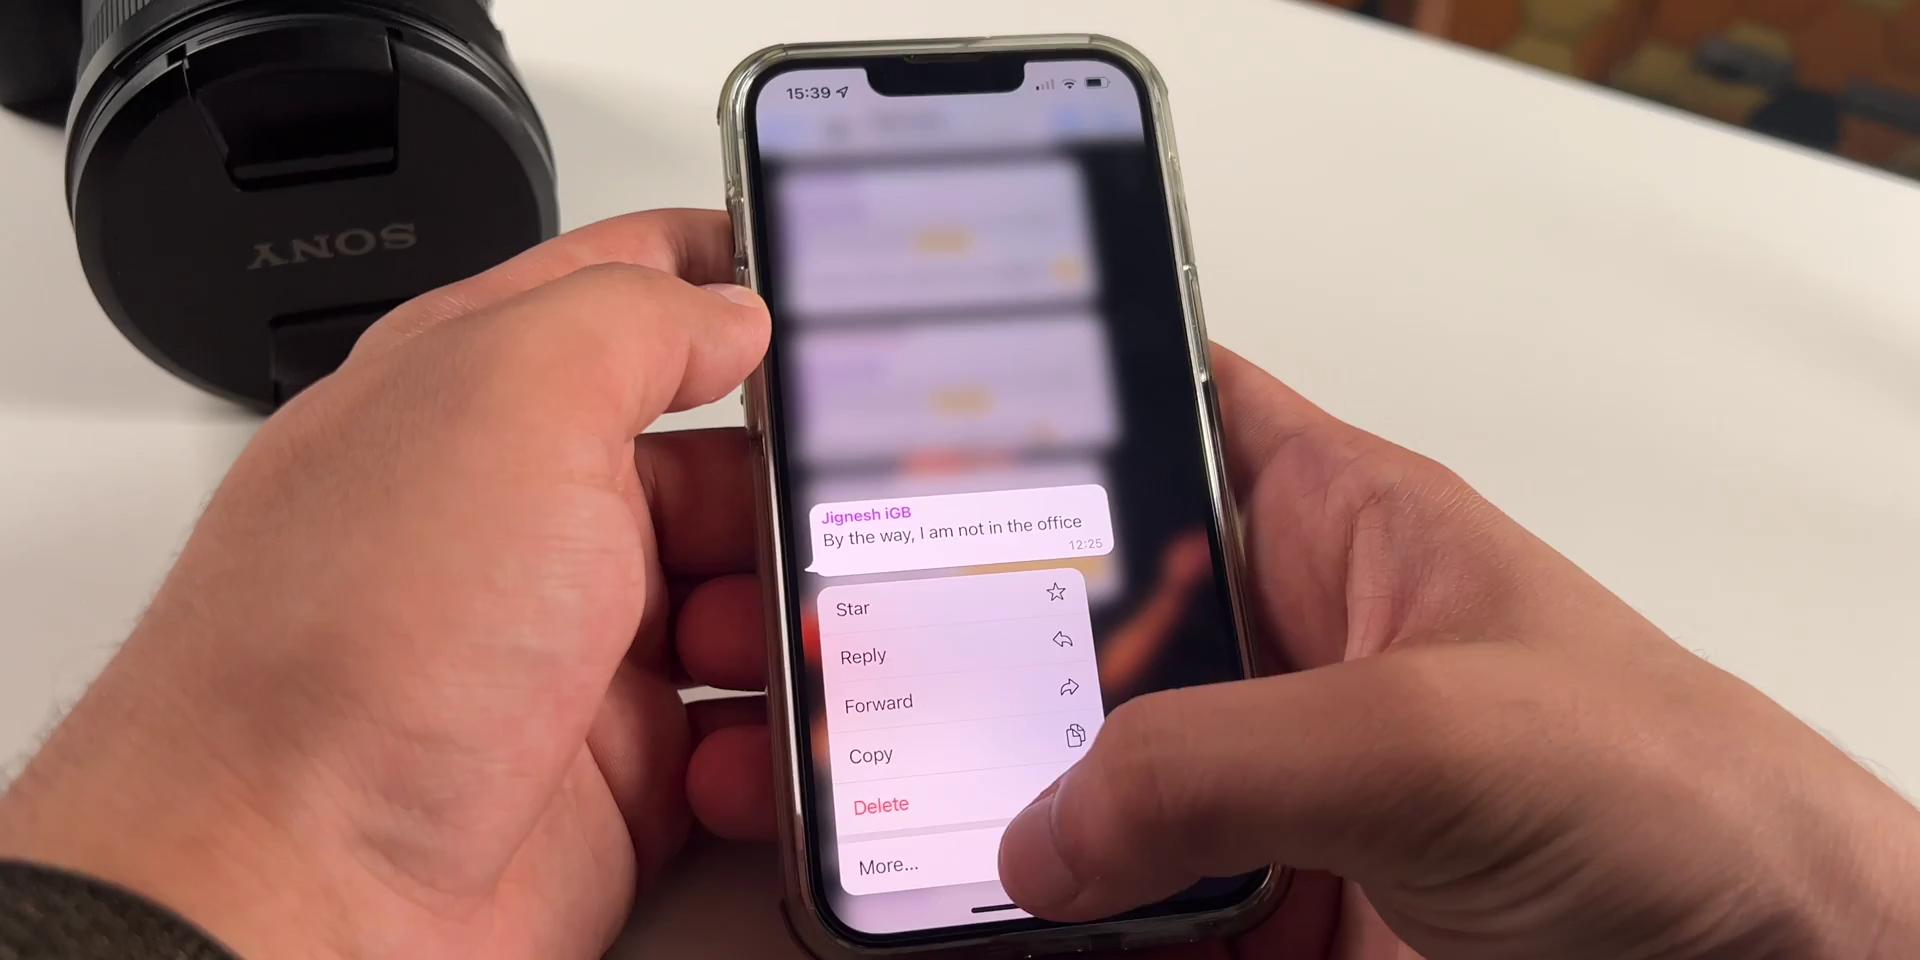 SONY
15:39
Jignesh iGB
By the way, I am not in the office
12:25
Star
Reply
Forward
Copy
Delete
More...